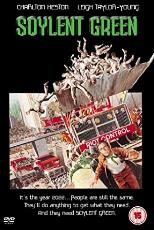 CHARLTON HESTON LEIGH TAYLOR-YOUNG
SOYLENT GREEN
RIOT CONTROL
It's the year 2022... People are still the same.
They'll do anything to get what they need.
And they need SOYLENT GREEN.
DVD
15